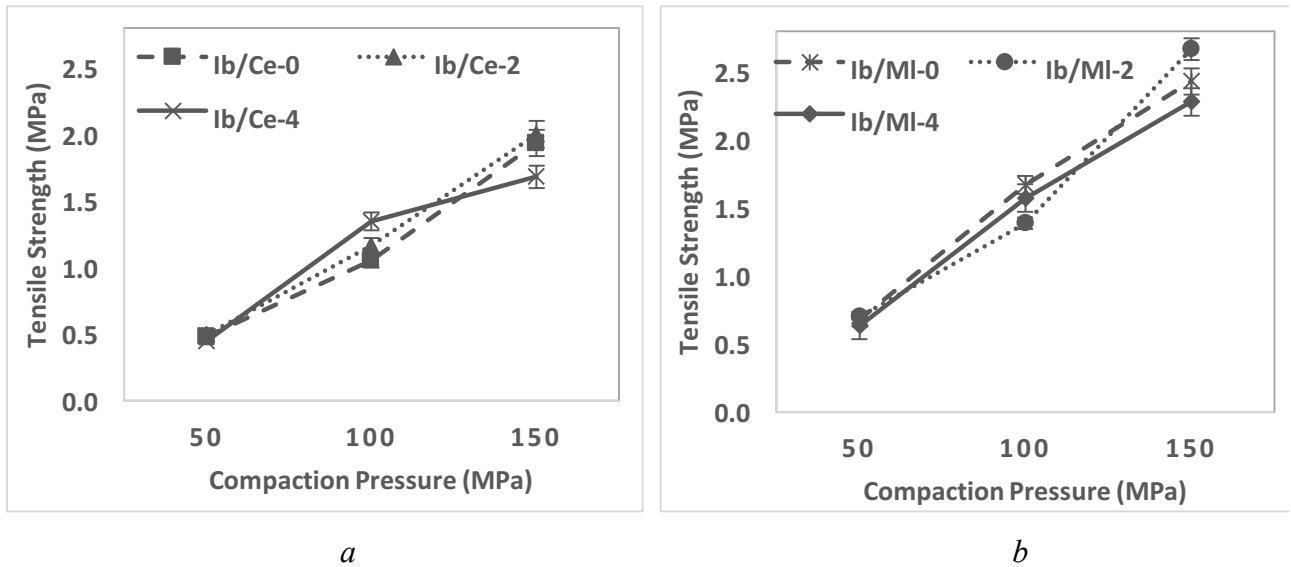 Ib/Ce-0 Ib/Ce-2
Ib/Ce-4
2.5
2.0
1.5
1.0
0.5
0.0
Tensile Strength (MPa)
50 100 150
Compaction Pressure (MPa)
a
Ib/Ml-0 Ib/Ml-2
Ib/Ml-4
2.5
2.0
1.5
1.0
0.5
0.0
Tensile Strength (MPa)
50 100 150
Compaction Pressure (MPa)
b